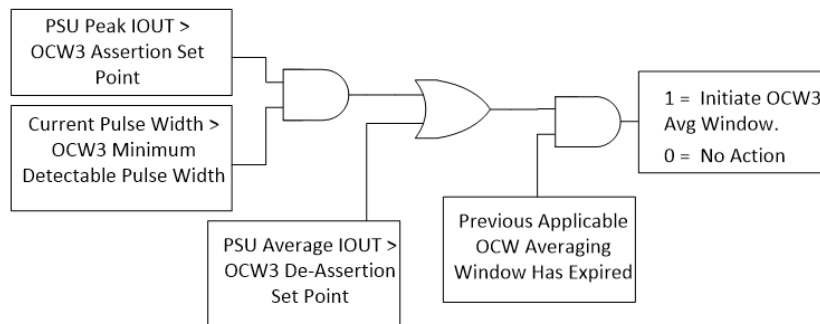 PSU Peak IOUT >
OCW3 Assertion Set
Point
Current Pulse Width >
OCW3 Minimum
Detectable Pulse Width
PSU Average IOUT >
OCW3 De-Assertion
Set Point
Previous Applicable
OCW Averaging
Window Has Expired
1 = Initiate OCW3
Avg Window.
0 = No Action